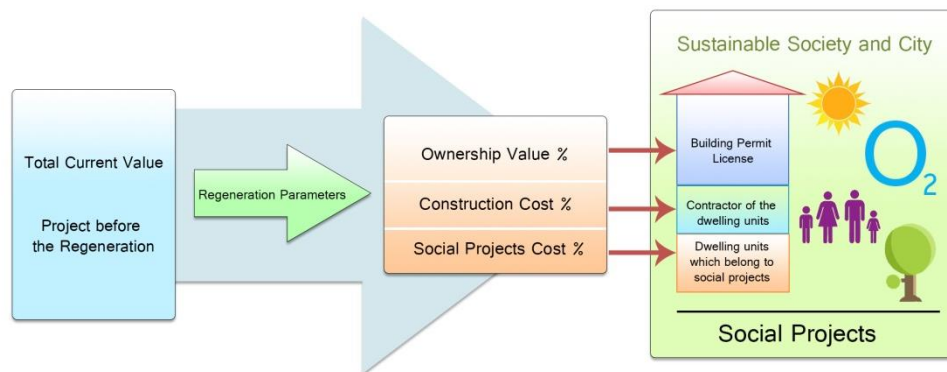 Total Current Value
Project before
the Regeneration
Regeneration Parameters
Ownership Value %
Construction Cost %
Social Projects Cost %
Sustainable Society and City
Building Permit
License
Contractor of the
dwelling units
Dwelling units
which belong to
social projects
O2
Social Projects